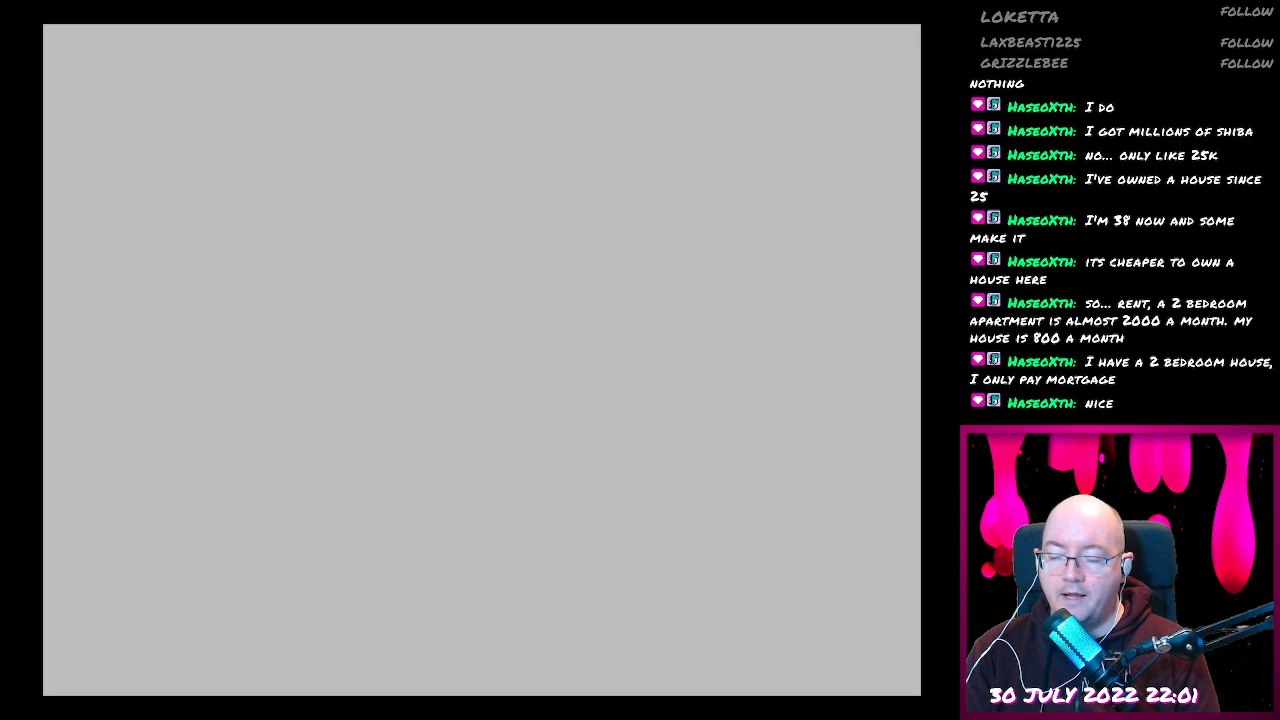 LOKETTA FOLLOW
LAXBEAST1225 FOLLOW
GRIZZLEBEE FOLLOW
NOTHING
HASEOXTH: I DO
HASEOXTH: I GOT MILLIONS OF SHIBA
HASEOXTH: NO... ONLY LIKE 25K
HASEOXTH: I'VE OWNED A HOUSE SINCE
25
HASEOXTH: I'M 38 NOW AND SOME
MAKE IT
HASEOXTH: ITS CHEAPER TO OWN A
HOUSE HERE
HASEOXTH: SO... RENT, A 2 BEDROOM
APARTMENT IS ALMOST 2000 A MONTH. MY
HOUSE IS 800 A MONTH
HASEOXTH: I HAVE A 2 BEDROOM HOUSE,
I ONLY PAY MORTGAGE
HASEOXTH: NICE
30 JULY 2022 22:01